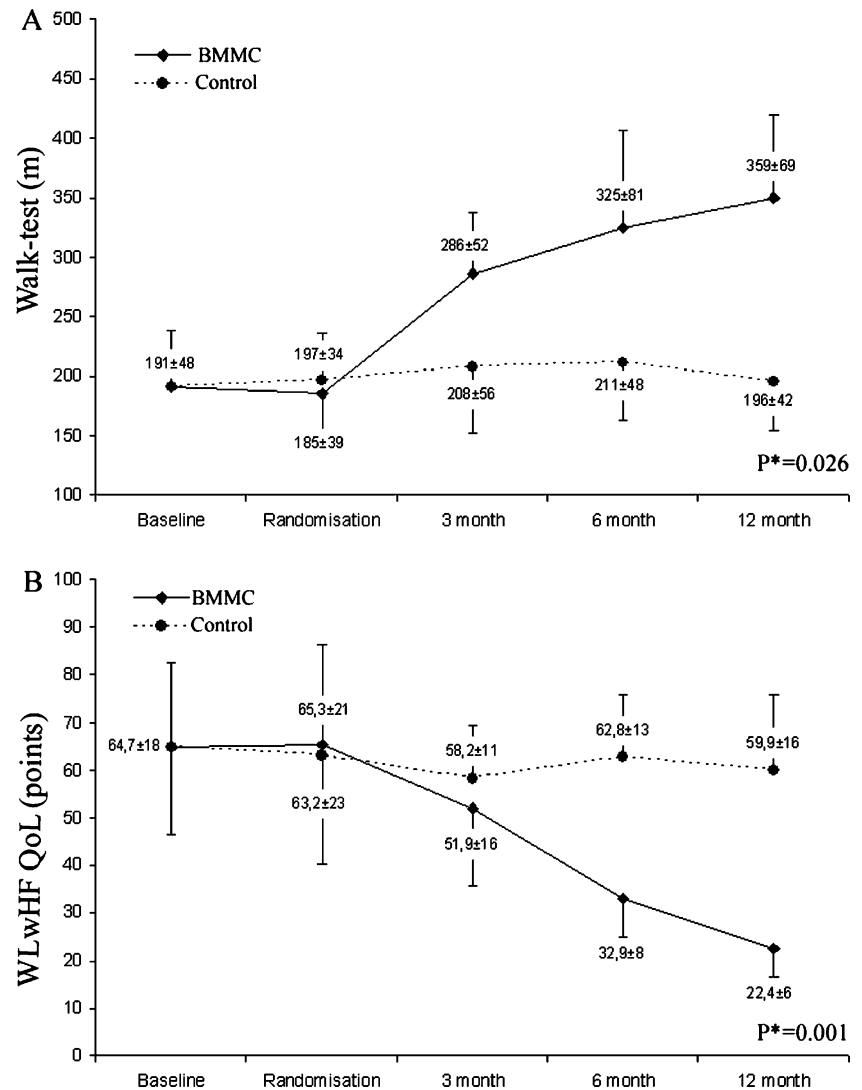 A
Walk-test (m)
500
450
400
350
300
250
200
150
100
BMMC
Control
191±48
197±34
185±39
286±52
208±56
325±81
211±48
359±69
196±42
P*=0.026
Baseline
Randomisation
3 month
6 month
12 month
B
WLwHF QoL (points)
100
90
80
70
60
50
40
30
20
10
0
BMMC
Control
64,7±18
65,3±21
63,2±23
58,2±11
51,9±16
62,8±13
32,9±8
59,9±16
22,4±6
P*=0.001
Baseline
Randomisation
3 month
6 month
12 month